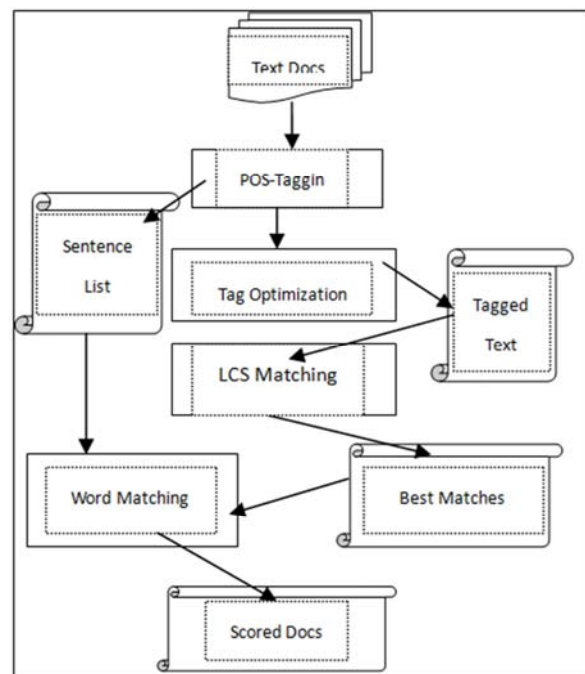 Text Docs
POS-Taggin
Sentence
List
Tag Optimization
Tagged
Text
LCS Matching
Word Matching
Best Matches
Scored Docs